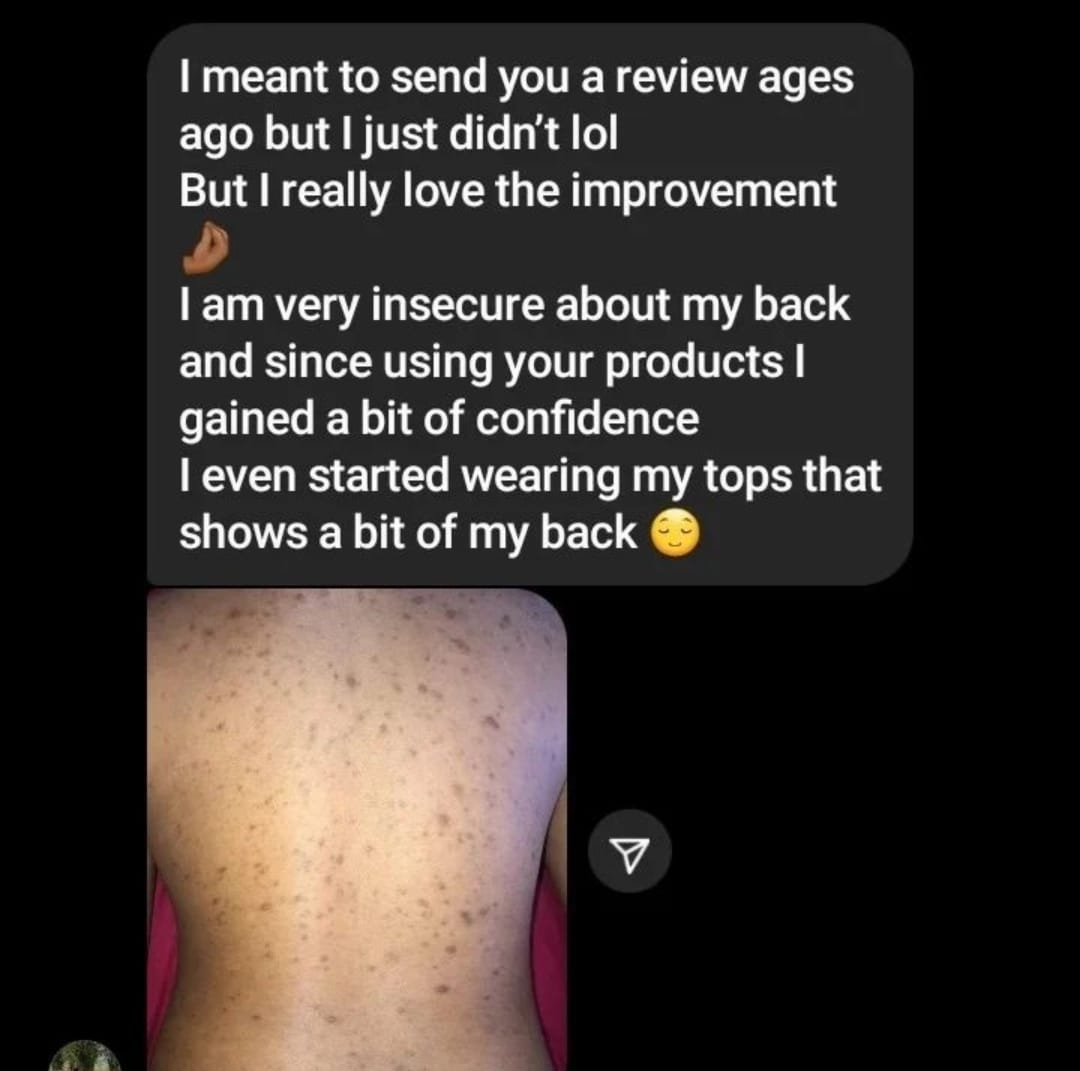 I meant to send you a review ages
ago but I just didn’t lol
But I really love the improvement
🤌🏾
I am very insecure about my back
and since using your products I
gained a bit of confidence
I even started wearing my tops that
shows a bit of my back 😌